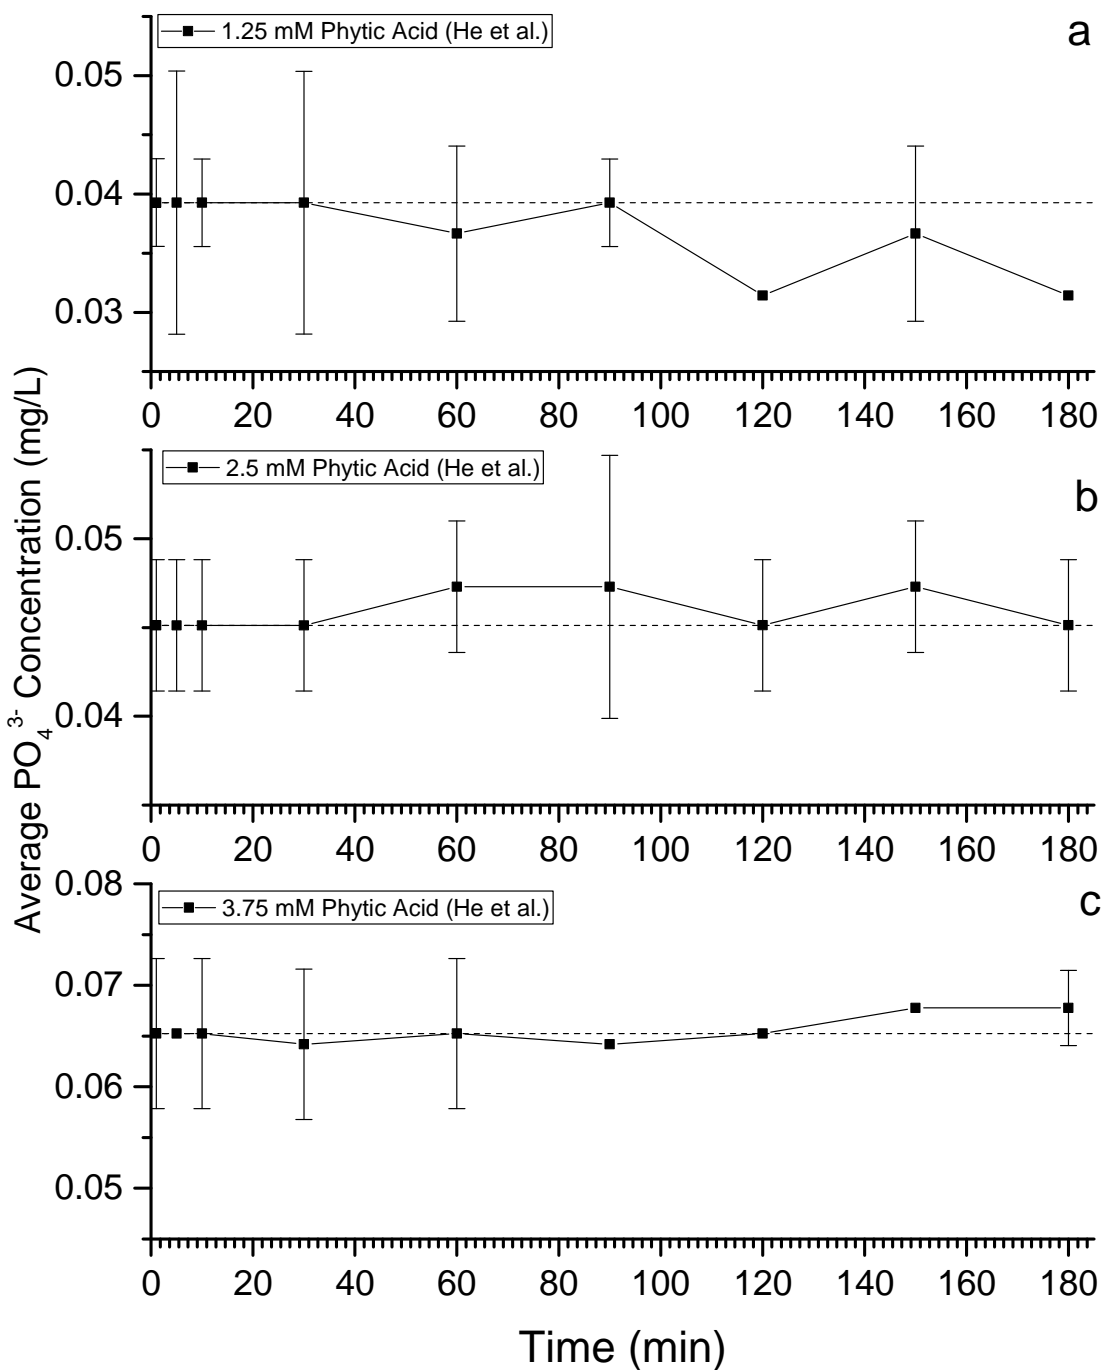 1.25 mM Phytic Acid (He et al.)
a
0.05
0.04
0.03
0 20 40 60 80 100 120 140 160 180
2.5 mM Phytic Acid (He et al.)
b
0.05
0.04
0 20 40 60 80 100 120 140 160 180
Average PO₄³⁻ Concentration (mg/L)
0.08
3.75 mM Phytic Acid (He et al.)
c
0.07
0.06
0.05
0 20 40 60 80 100 120 140 160 180
Time (min)